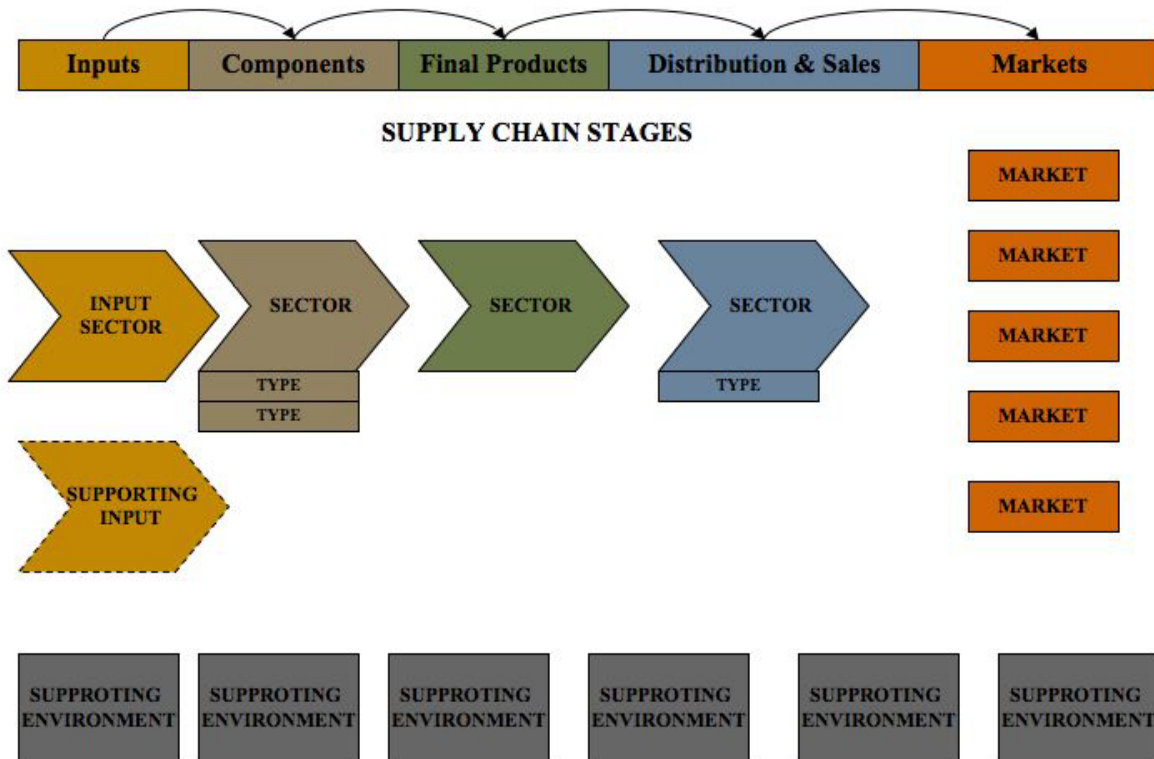 Inputs Components Final Products Distribution & Sales Markets
SUPPLY CHAIN STAGES
MARKET
MARKET
MARKET
MARKET
MARKET
INPUT
SECTOR
SECTOR
TYPE
TYPE
SECTOR
SECTOR
TYPE
SUPPORTING
INPUT
SUPPROTING
ENVIRONMENT
SUPPROTING
ENVIRONMENT
SUPPROTING
ENVIRONMENT
SUPPROTING
ENVIRONMENT
SUPPROTING
ENVIRONMENT
SUPPROTING
ENVIRONMENT